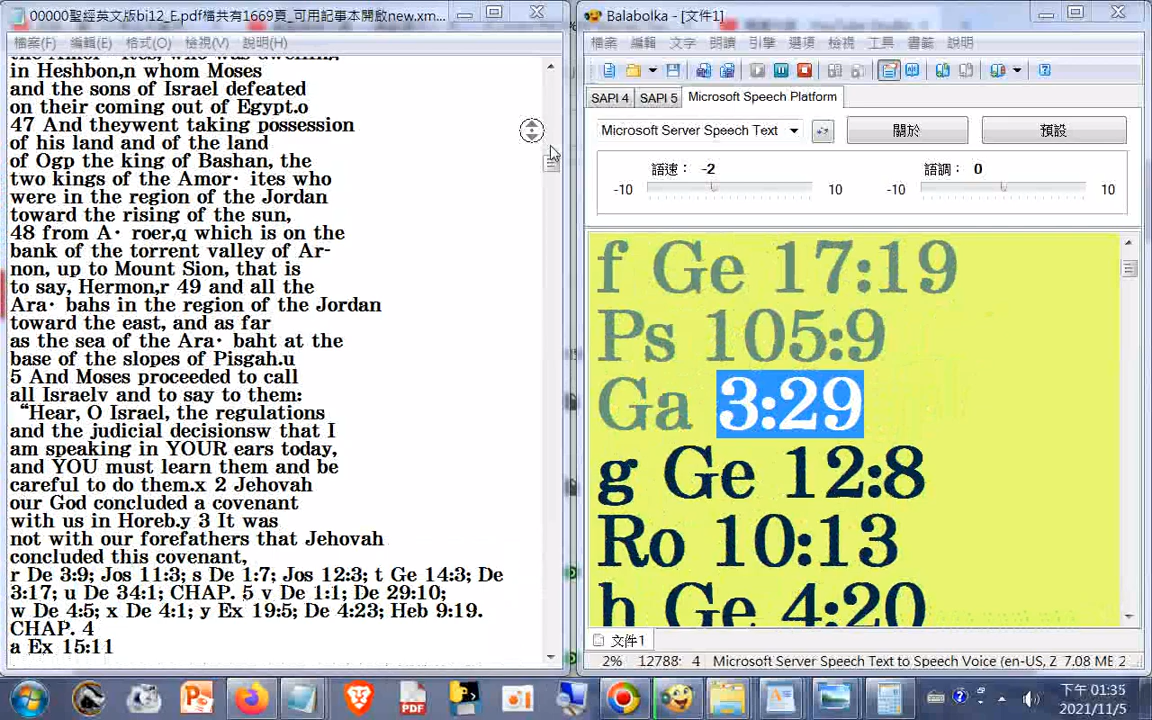 00000聖經英文版bi12_E.pdf檔共有1669頁_可用記事本開啟new.xm...
檔案(F) 編輯(E) 格式(O) 檢視(V) 說明(H)
in Heshbon,n whom Moses
and the sons of Israel defeated
on their coming out of Egypt.o
47 And theywent taking possession
of his land and of the land
of Ogp the king of Bashan, the
two kings of the Amor· ites who
were in the region of the Jordan
toward the rising of the sun,
48 from A· roer,q which is on the
bank of the torrent valley of Ar-
non, up to Mount Sion, that is
to say, Hermon,r 49 and all the
Ara· bahs in the region of the Jordan
toward the east, and as far
as the sea of the Ara· baht at the
base of the slopes of Pisgah.u
5 And Moses proceeded to call
all Israelv and to say to them:
“Hear, O Israel, the regulations
and the judicial decisionsw that I
am speaking in YOUR ears today,
and YOU must learn them and be
careful to do them.x 2 Jehovah
our God concluded a covenant
with us in Horeb.y 3 It was
not with our forefathers that Jehovah
concluded this covenant,
r De 3:9; Jos 11:3; s De 1:7; Jos 12:3; t Ge 14:3; De
3:17; u De 34:1; CHAP. 5 v De 1:1; De 29:10;
w De 4:5; x De 4:1; y Ex 19:5; De 4:23; Heb 9:19.
CHAP. 4
a Ex 15:11
Balabolka - [文件1]
檔案 編輯 文字 朗讀 引擎 選項 檢視 工具 書籤 說明
SAPI 4 SAPI 5 Microsoft Speech Platform
Microsoft Server Speech Text 關於 預設
語速: -2 語調: 0
-10 10 -10 10
f Ge 17:19
Ps 105:9
Ga 3:29
g Ge 12:8
Ro 10:13
h Ge 4:20
文件1
2% 12788: 4 Microsoft Server Speech Text to Speech Voice (en-US, Z 7.08 MB 2
PDF
下午 01:35
2021/11/5